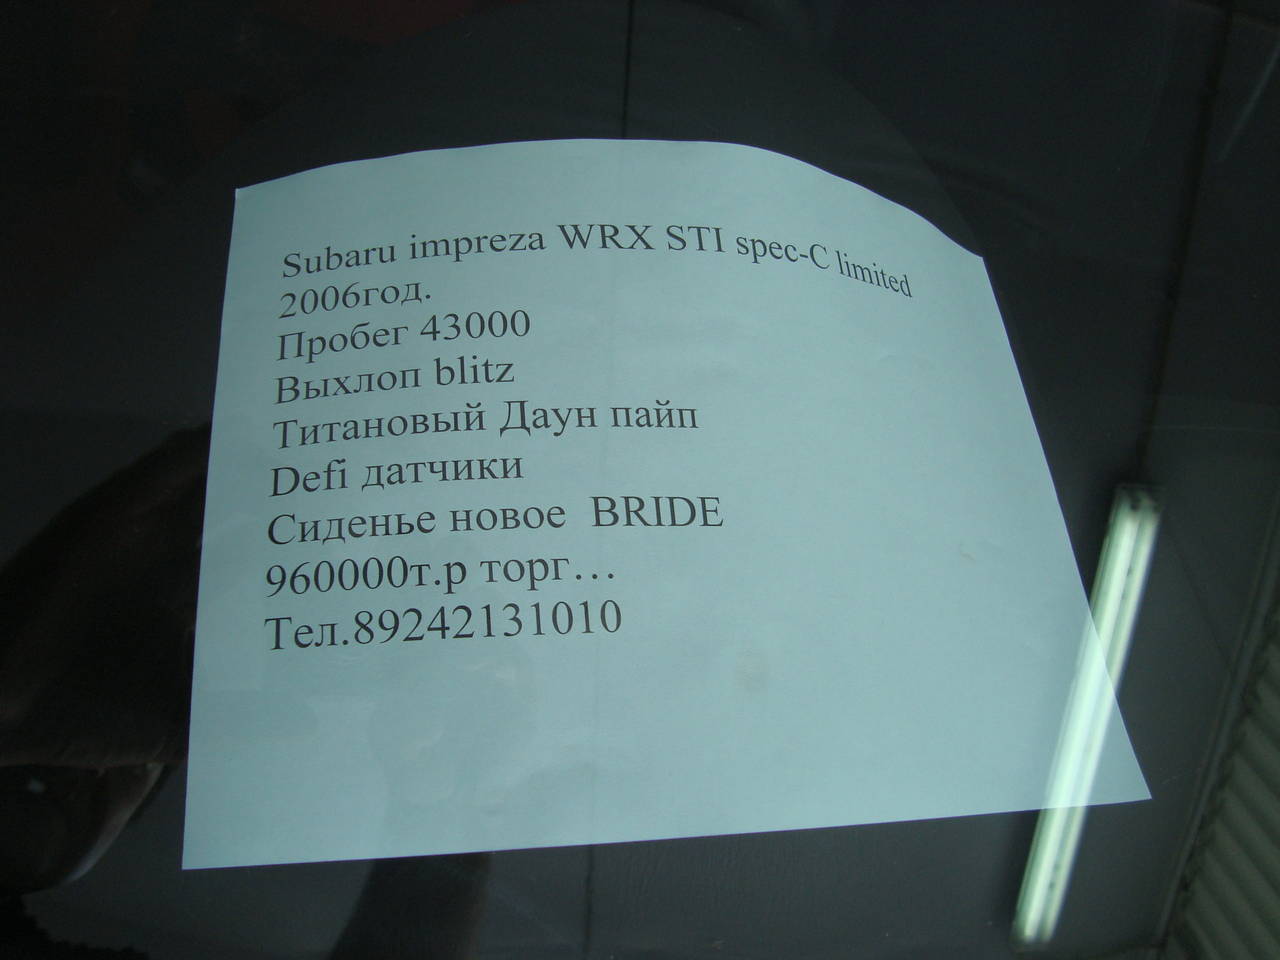 Subaru impreza WRX STI spec-C limited
2006год.
Пробег 43000
Выхлоп blitz
Титановый Даун пайп
Defi датчики
Сиденье новое BRIDE
960000т.р торг...
Тел.89242131010